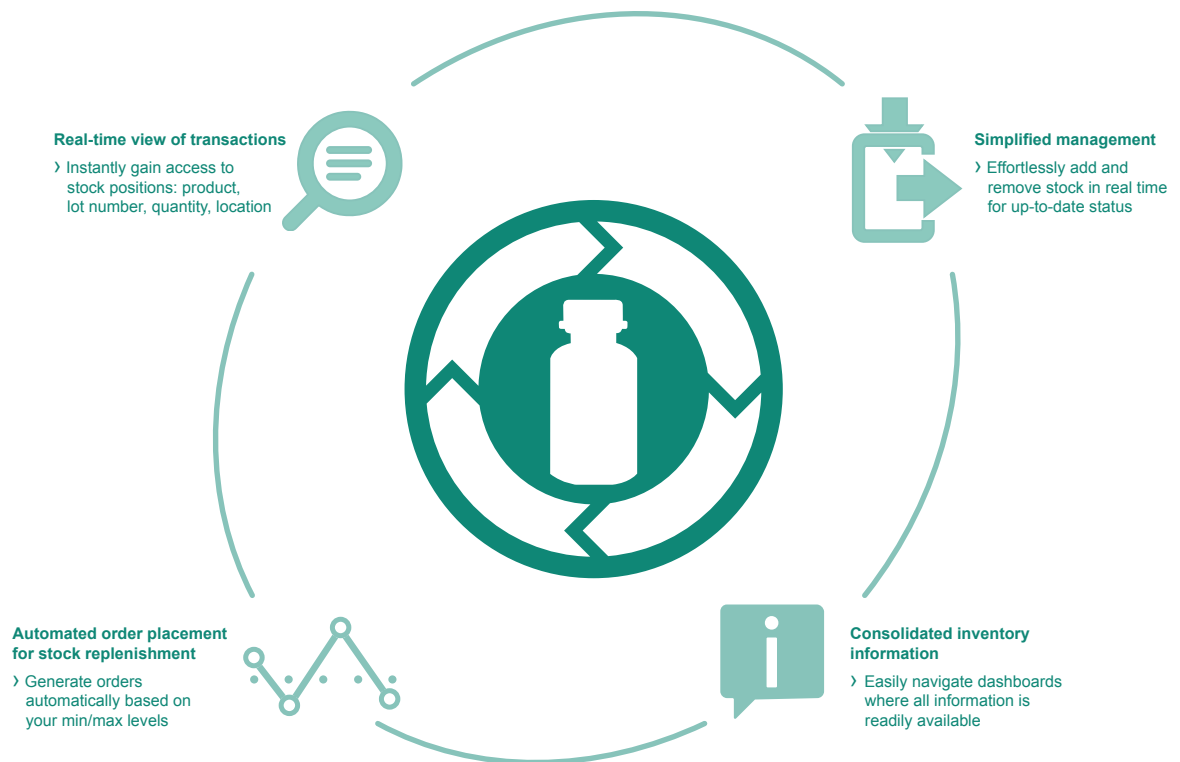 Real-time view of transactions
› Instantly gain access to
stock positions: product,
lot number, quantity, location
Simplified management
› Effortlessly add and
remove stock in real time
for up-to-date status
Automated order placement
for stock replenishment
› Generate orders
automatically based on
your min/max levels
Consolidated inventory
information
› Easily navigate dashboards
where all information is
readily available